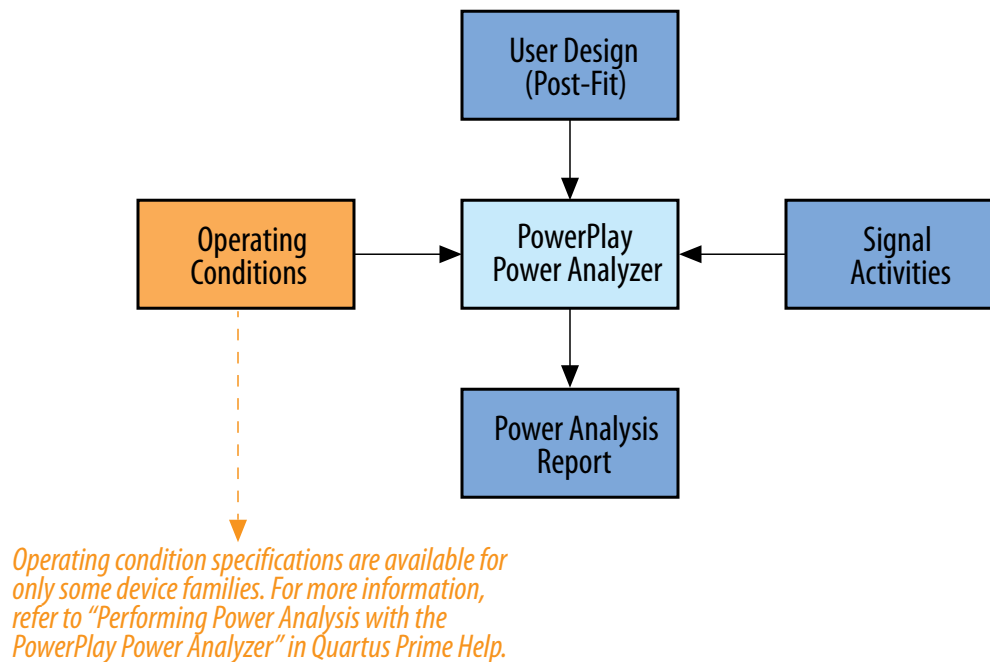 User Design
(Post-Fit)
Operating
Conditions
PowerPlay
Power Analyzer
Signal
Activities
Power Analysis
Report
Operating condition specifications are available for
only some device families. For more information,
refer to “Performing Power Analysis with the
PowerPlay Power Analyzer” in Quartus Prime Help.